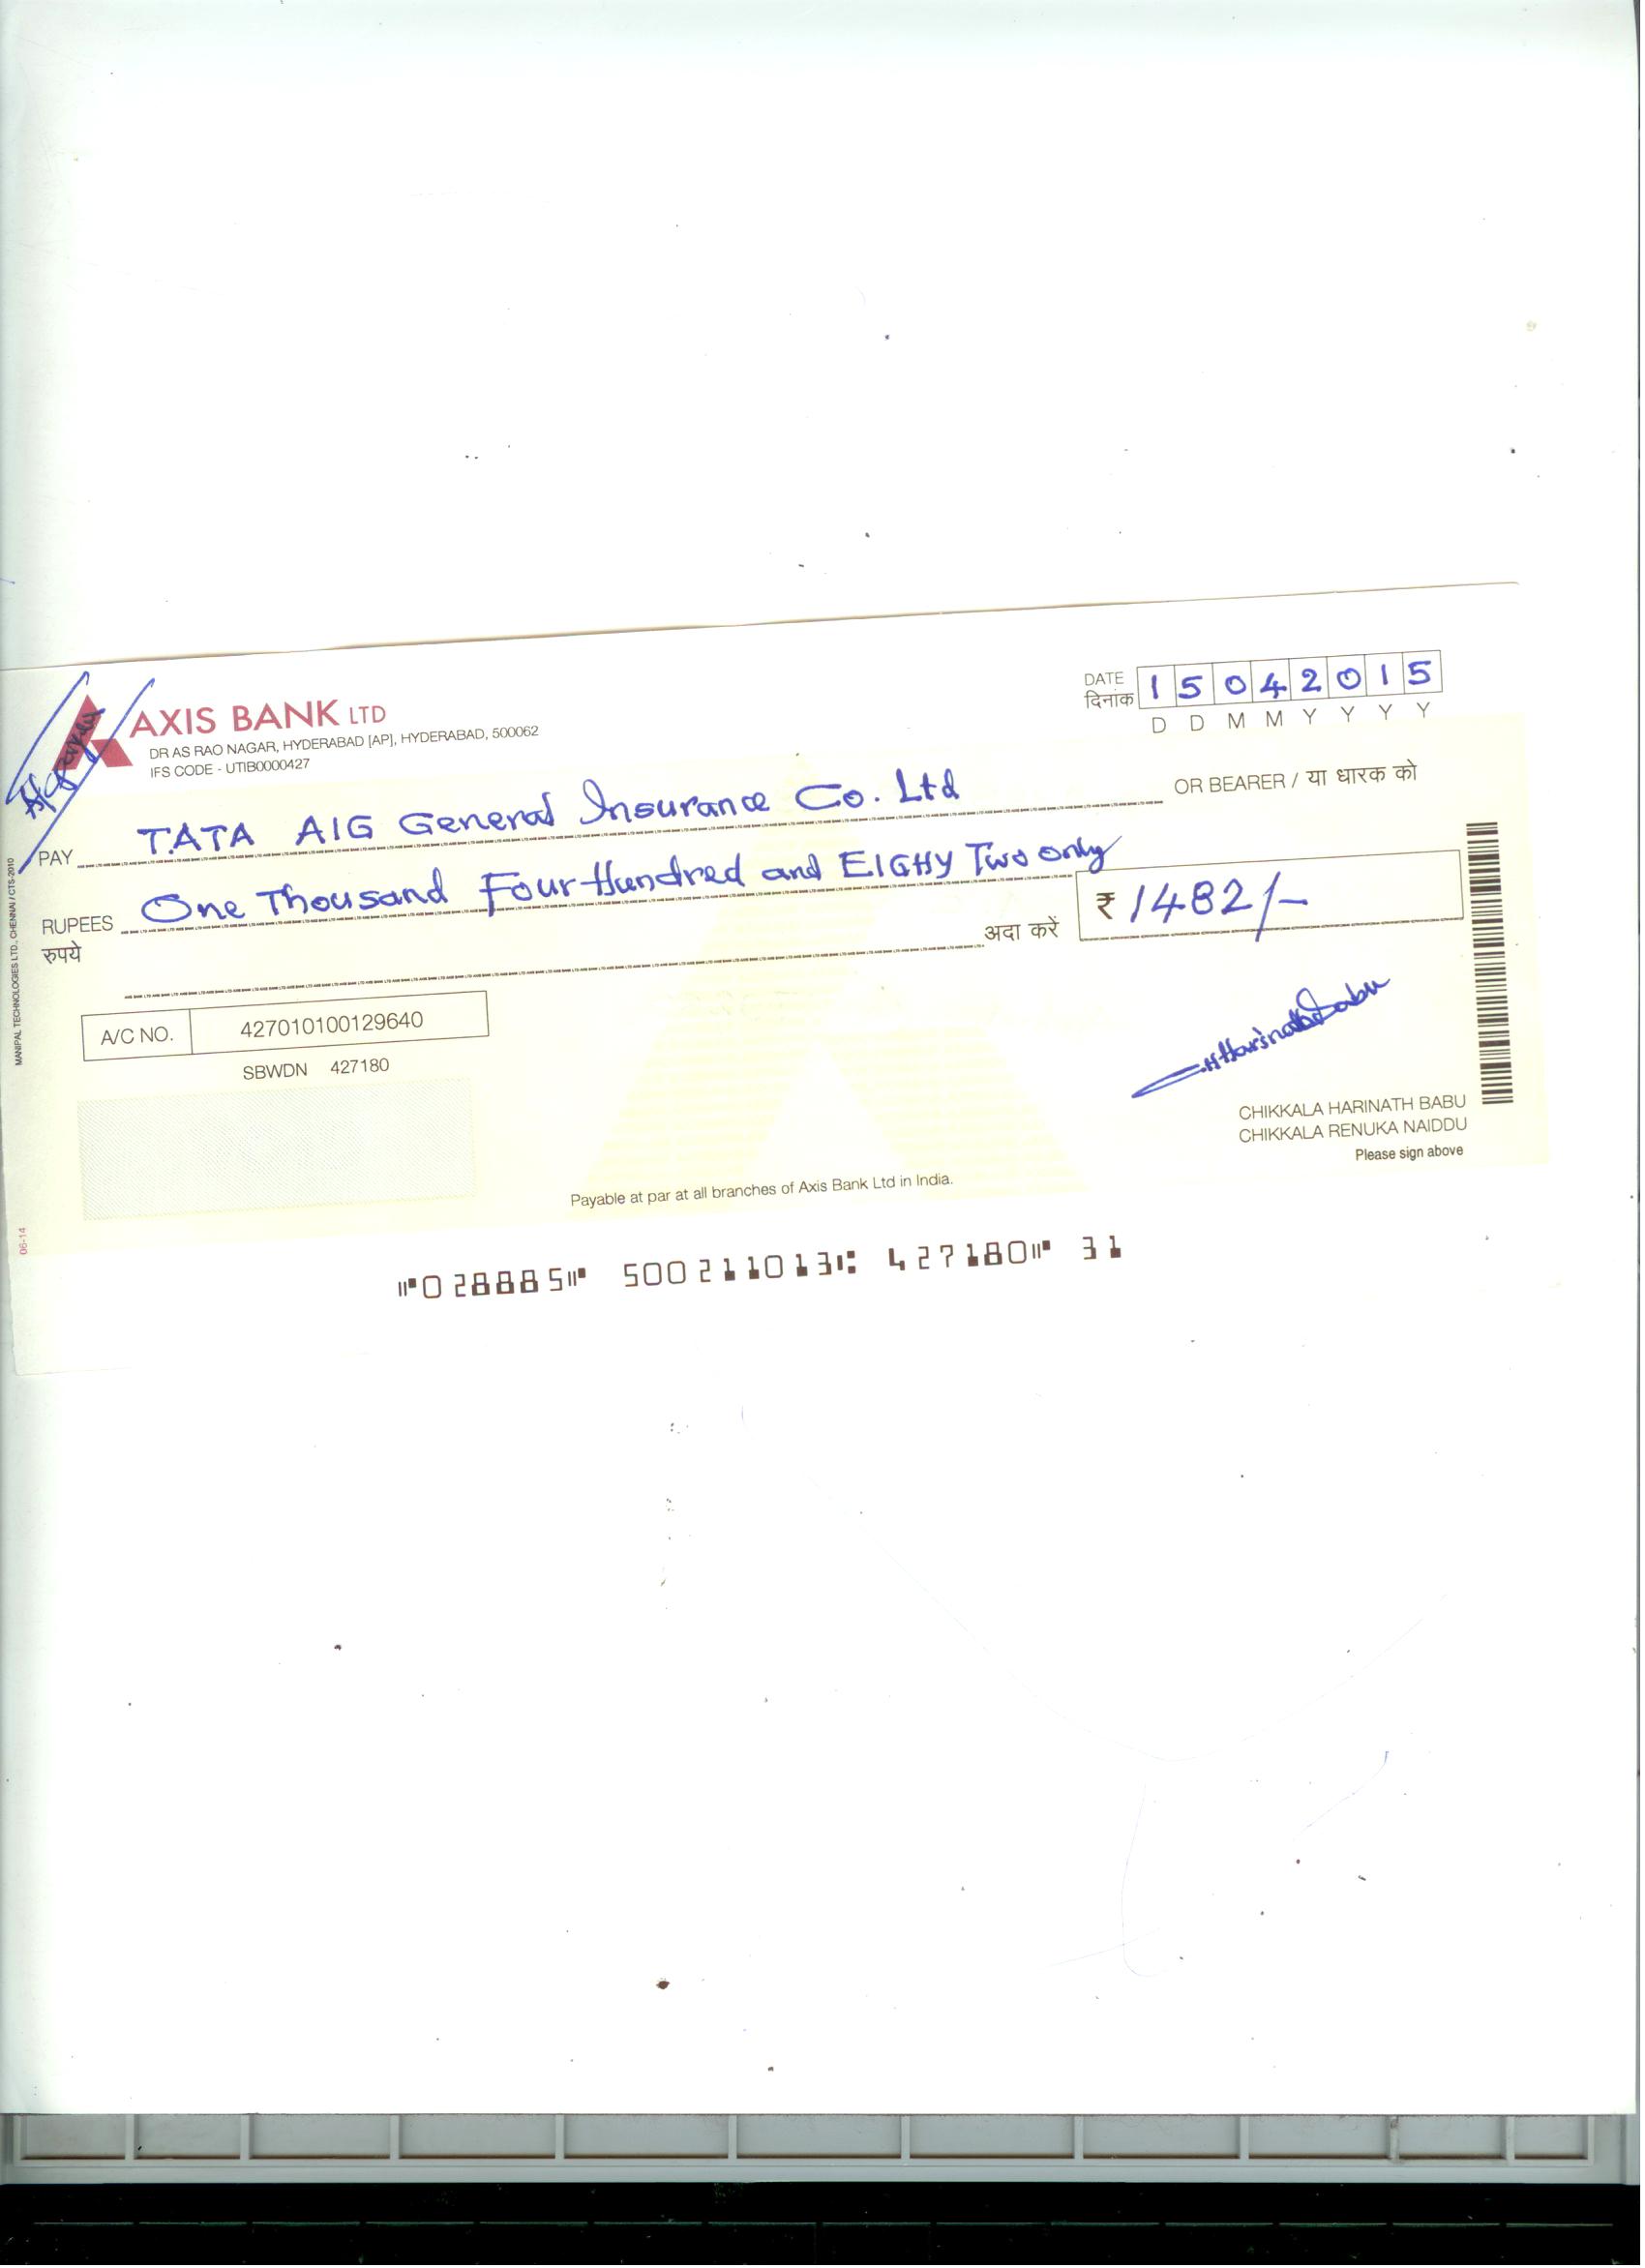 AXIS BANK LTD
DR AS RAO NAGAR, HYDERABAD [AP], HYDERABAD, 500062
IFS CODE - UTIB0000427
DATE
दिनांक
1 5 0 4 2 0 1 5
D D M M Y Y Y Y
PAY TATA AIG General Insurance Co. Ltd OR BEARER / या धारक को
RUPEES One Thousand Four Hundred and EIGHY Two only
रुपये
अदा करें ₹ 1482/-
A/C NO. 427010100129640
SBWDN 427180
CH Harinath Babu
CHIKKALA HARINATH BABU
CHIKKALA RENUKA NAIDDU
Please sign above
Payable at par at all branches of Axis Bank Ltd in India.
⑈028885⑈ 500211013⑆ 427180⑈ 31
MANIPAL TECHNOLOGIES LTD., CHENNAI / CTS-2010
06-14